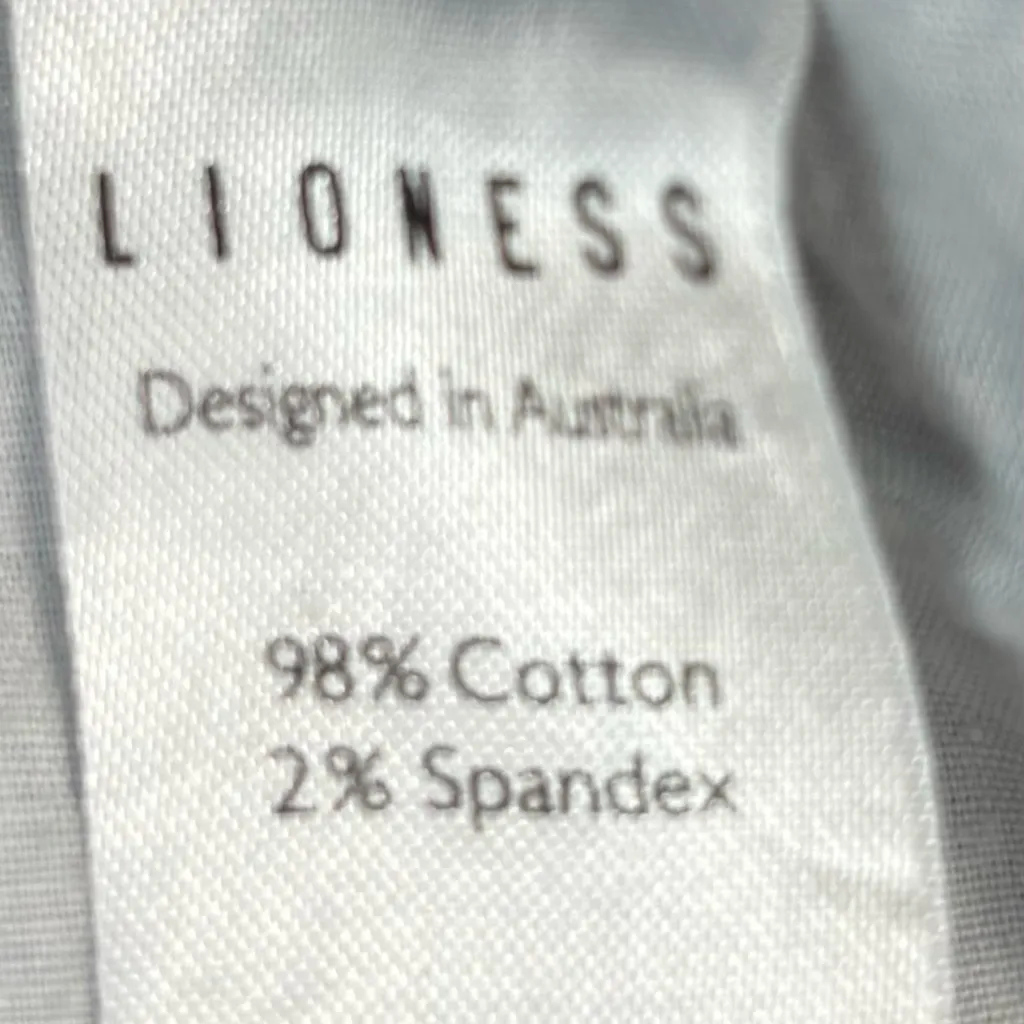 LIONESS
Designed in Australia
98% Cotton
2% Spandex